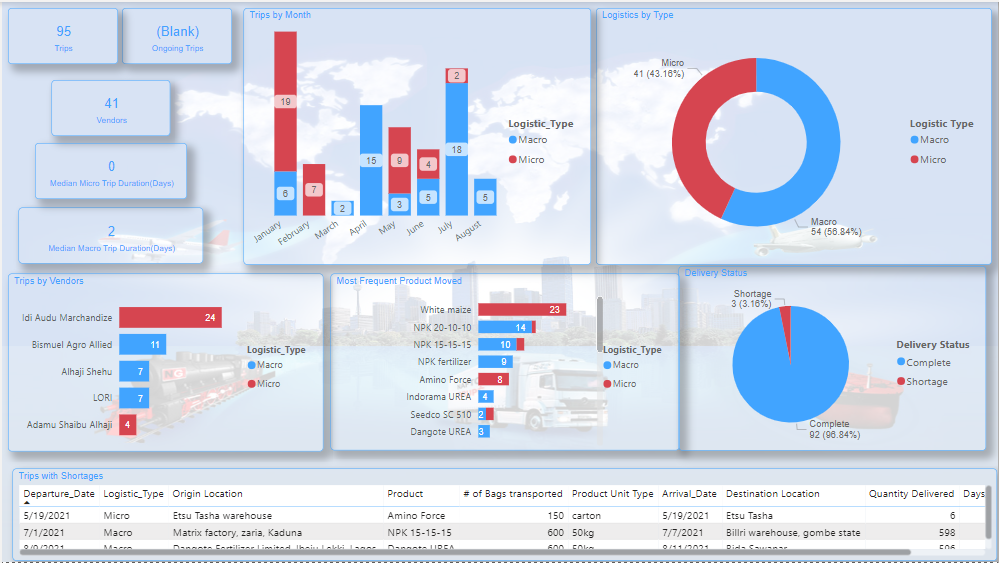 95
Trips
(Blank)
Ongoing Trips
41
Vendors
0
Median Micro Trip Duration(Days)
2
Median Macro Trip Duration(Days)
Trips by Month
19
6
7
2
15
9
3
4
5
2
18
5
January
February
March
April
May
June
July
August
Logistic_Type
Macro
Micro
Logistics by Type
Micro
41 (43.16%)
Macro
54 (56.84%)
Logistic Type
Macro
Micro
Trips by Vendors
Idi Audu Marchandize 24
Bismuel Agro Allied 11
Alhaji Shehu 7
LORI 7
Adamu Shaibu Alhaji 4
Logistic_Type
Macro
Micro
Most Frequent Product Moved
White maize 23
NPK 20-10-10 14
NPK 15-15-15 10
NPK fertilizer 9
Amino Force 8
Indorama UREA 4
Seedco SC 510 2
Dangote UREA 3
Logistic_Type
Macro
Micro
Delivery Status
Shortage
3 (3.16%)
Complete
92 (96.84%)
Delivery Status
Complete
Shortage
Trips with Shortages
Departure_Date Logistic_Type Origin Location Product # of Bags transported Product Unit Type Arrival_Date Destination Location Quantity Delivered Days
5/19/2021 Micro Etsu Tasha warehouse Amino Force 150 carton 5/19/2021 Etsu Tasha 6
7/1/2021 Macro Matrix factory, zaria, Kaduna NPK 15-15-15 600 50kg 7/7/2021 Billri warehouse, gombe state 598
Macro Dangote Fertilizer Limited, Lekki, Lagos Dangote UREA 600 50kg 8/11/2021 596